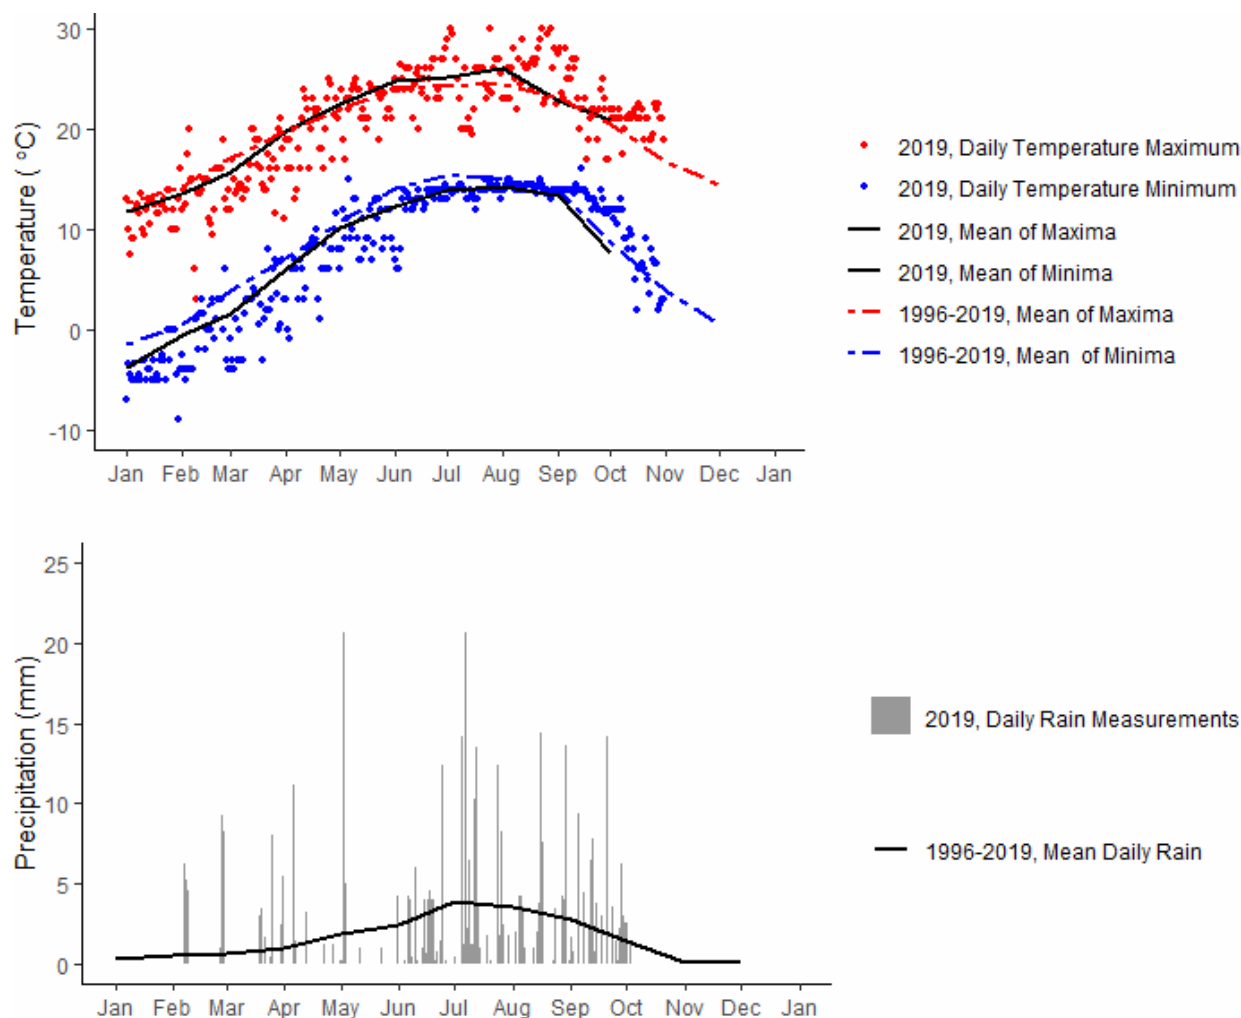 30
20
10
0
-10
Temperature ( °C)
Jan Feb Mar Apr May Jun Jul Aug Sep Oct Nov Dec Jan
2019, Daily Temperature Maximum
2019, Daily Temperature Minimum
2019, Mean of Maxima
2019, Mean of Minima
1996-2019, Mean of Maxima
1996-2019, Mean of Minima
25
20
15
10
5
0
Precipitation (mm)
Jan Feb Mar Apr May Jun Jul Aug Sep Oct Nov Dec Jan
2019, Daily Rain Measurements
1996-2019, Mean Daily Rain